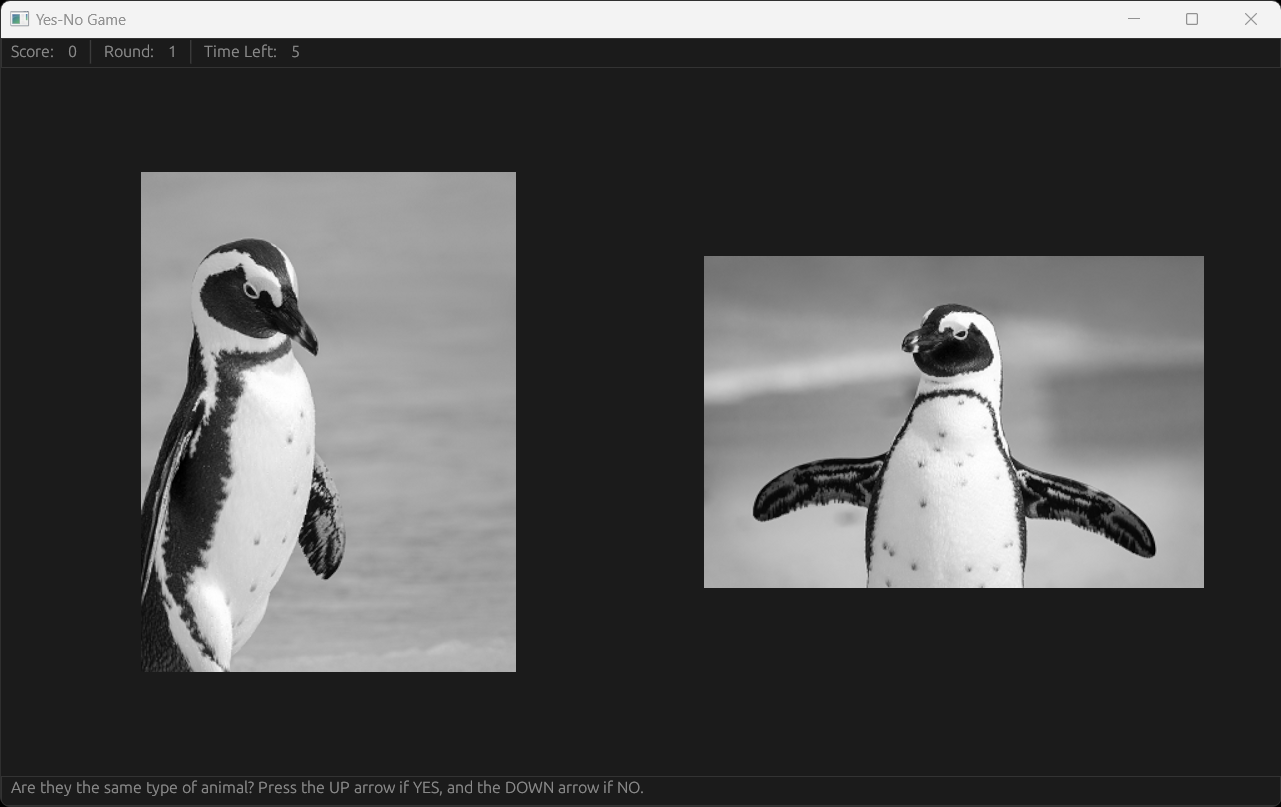 Yes-No Game
Score: 0 Round: 1 Time Left: 5
Are they the same type of animal? Press the UP arrow if YES, and the DOWN arrow if NO.